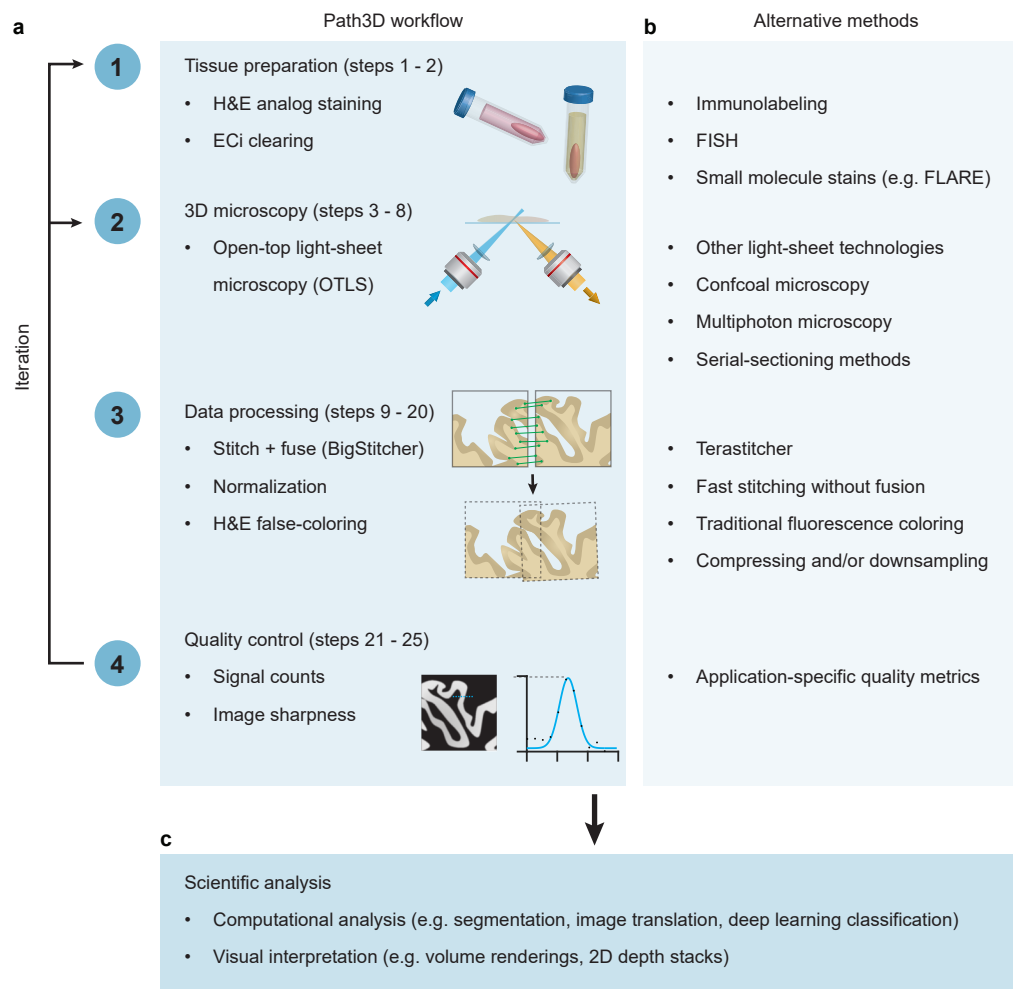 a
Path3D workflow
1
Tissue preparation (steps 1 - 2)
• H&E analog staining
• ECi clearing
2
3D microscopy (steps 3 - 8)
• Open-top light-sheet
microscopy (OTLS)
Iteration
3
Data processing (steps 9 - 20)
• Stitch + fuse (BigStitcher)
• Normalization
• H&E false-coloring
4
Quality control (steps 21 - 25)
• Signal counts
• Image sharpness
b
Alternative methods
• Immunolabeling
• FISH
• Small molecule stains (e.g. FLARE)
• Other light-sheet technologies
• Confcoal microscopy
• Multiphoton microscopy
• Serial-sectioning methods
• Terastitcher
• Fast stitching without fusion
• Traditional fluorescence coloring
• Compressing and/or downsampling
• Application-specific quality metrics
c
Scientific analysis
• Computational analysis (e.g. segmentation, image translation, deep learning classification)
• Visual interpretation (e.g. volume renderings, 2D depth stacks)